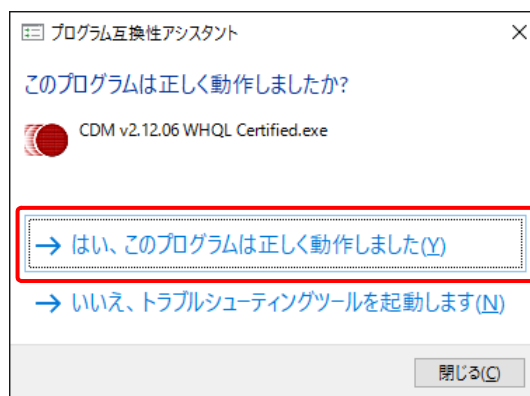 プログラム互換性アシスタント
このプログラムは正しく動作しましたか?
CDM v2.12.06 WHQL Certified.exe
→ はい、このプログラムは正しく動作しました(Y)
→ いいえ、トラブルシューティングツールを起動します(N)
閉じる(C)